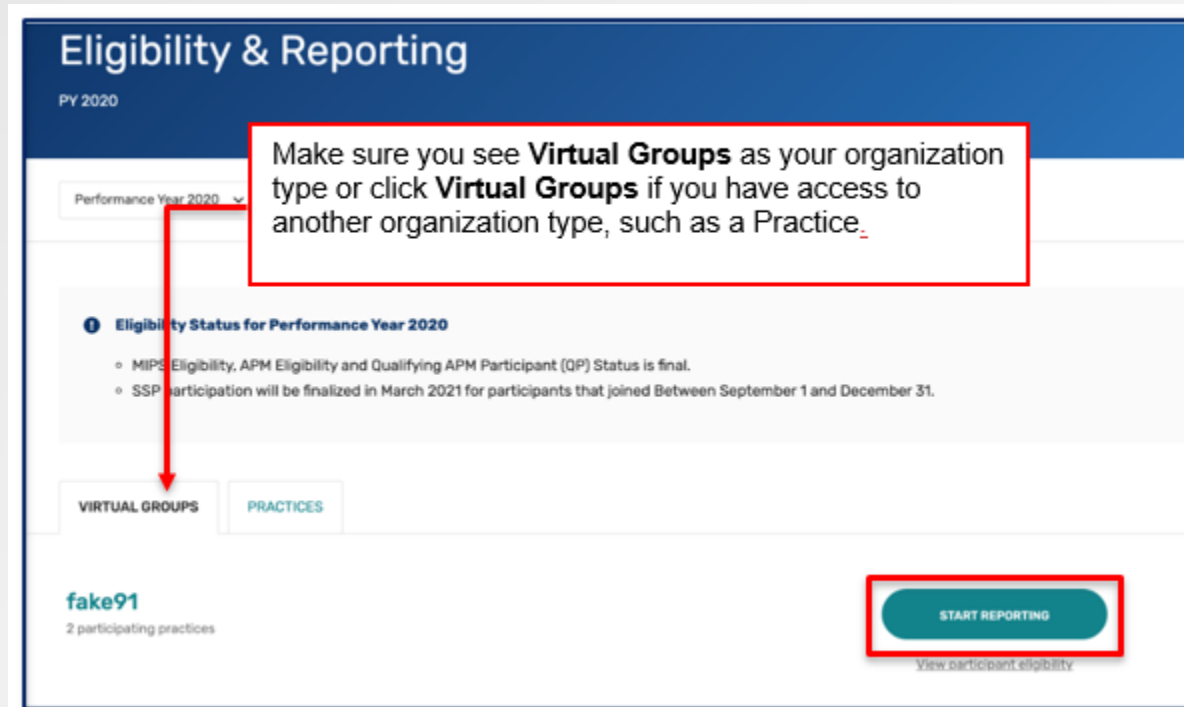 Eligibility & Reporting
PY 2020
Make sure you see Virtual Groups as your organization
type or click Virtual Groups if you have access to
another organization type, such as a Practice.
Performance Year 2020
Eligibility Status for Performance Year 2020
MIPS Eligibility, APM Eligibility and Qualifying APM Participant (QP) Status is final.
SSP participation will be finalized in March 2021 for participants that joined Between September 1 and December 31.
VIRTUAL GROUPS PRACTICES
fake91
START REPORTING
2 participating practices
View participant eligibility